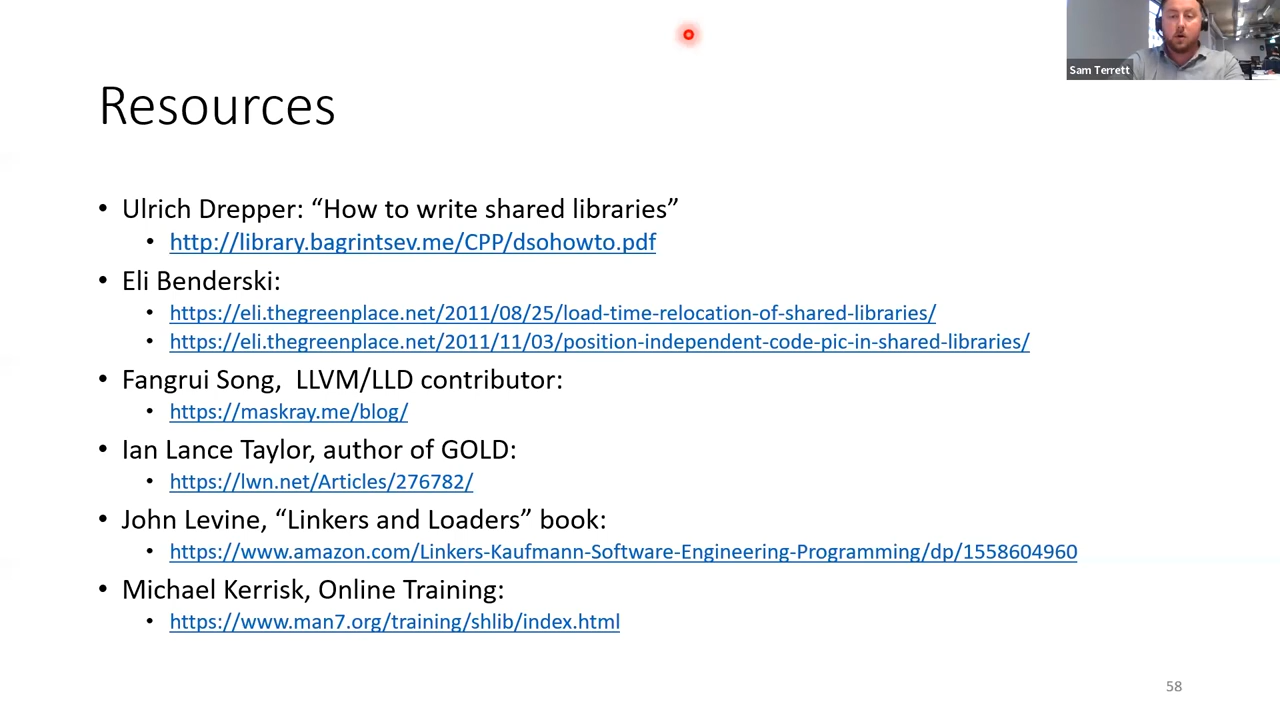 Sam Terrett
Resources
• Ulrich Drepper: “How to write shared libraries”
• http://library.bagrintsev.me/CPP/dsohowto.pdf
• Eli Benderski:
• https://eli.thegreenplace.net/2011/08/25/load-time-relocation-of-shared-libraries/
• https://eli.thegreenplace.net/2011/11/03/position-independent-code-pic-in-shared-libraries/
• Fangrui Song,  LLVM/LLD contributor:
• https://maskray.me/blog/
• Ian Lance Taylor, author of GOLD:
• https://lwn.net/Articles/276782/
• John Levine, “Linkers and Loaders” book:
• https://www.amazon.com/Linkers-Kaufmann-Software-Engineering-Programming/dp/1558604960
• Michael Kerrisk, Online Training:
• https://www.man7.org/training/shlib/index.html
58